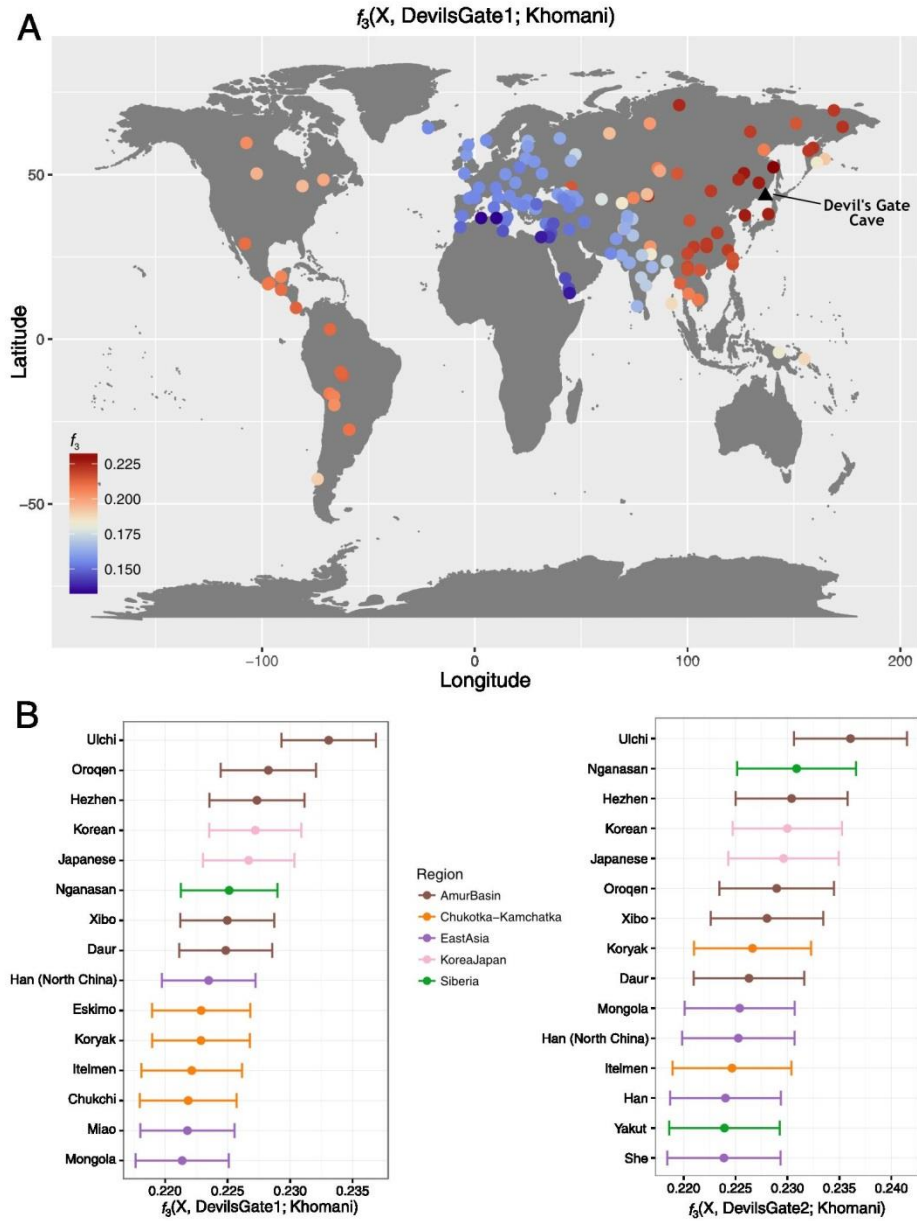 A
f3(X, DevilsGate1; Khomani)
Latitude
50
0
−50
Devil's Gate
Cave
f3
0.225
0.200
0.175
0.150
−100
0
100
200
Longitude
B
Ulchi
Oroqen
Hezhen
Korean
Japanese
Nganasan
Xibo
Daur
Han (North China)
Eskimo
Koryak
Itelmen
Chukchi
Miao
Mongola
0.220 0.225 0.230 0.235
f3(X, DevilsGate1; Khomani)
Region
AmurBasin
Chukotka−Kamchatka
EastAsia
KoreaJapan
Siberia
Ulchi
Nganasan
Hezhen
Korean
Japanese
Oroqen
Xibo
Koryak
Daur
Mongola
Han (North China)
Itelmen
Han
Yakut
She
0.220 0.225 0.230 0.235 0.240
f3(X, DevilsGate2; Khomani)